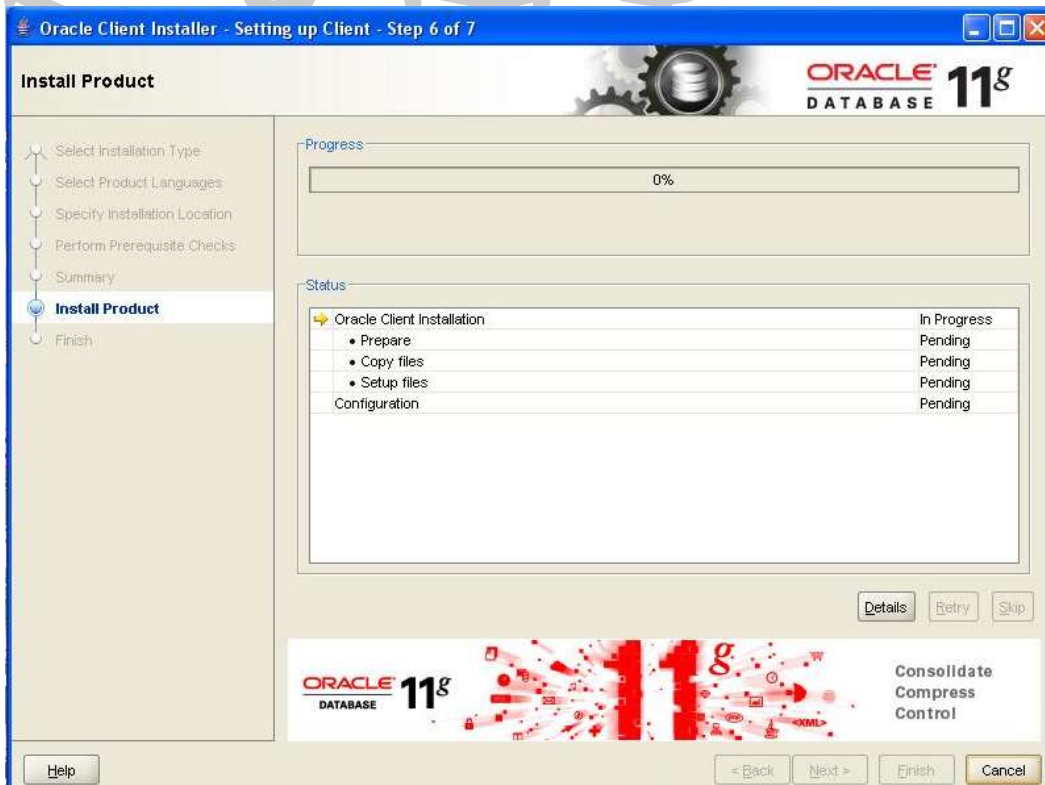 Oracle Client Installer - Setting up Client - Step 6 of 7
Install Product
ORACLE 11g
DATABASE
Select Installation Type
Select Product Languages
Specify Installation Location
Perform Prerequisite Checks
Summary
Install Product
Finish
Progress
0%
Status
Oracle Client Installation In Progress
• Prepare Pending
• Copy files Pending
• Setup files Pending
Configuration Pending
Details Retry Skip
ORACLE 11g
DATABASE
11g
<XML>
Consolidate
Compress
Control
Help < Back Next > Finish Cancel